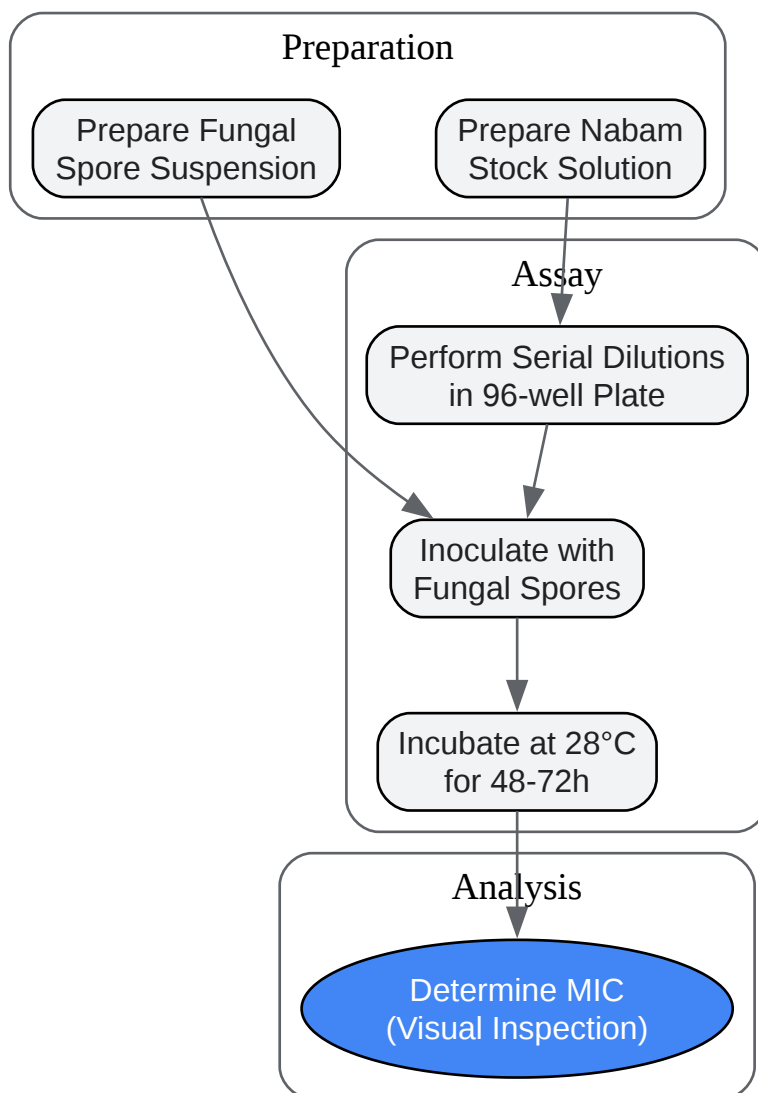 Preparation
Prepare Fungal
Spore Suspension
Prepare Nabam
Stock Solution
Assay
Perform Serial Dilutions
in 96-well Plate
Inoculate with
Fungal Spores
Incubate at 28°C
for 48-72h
Analysis
Determine MIC
(Visual Inspection)